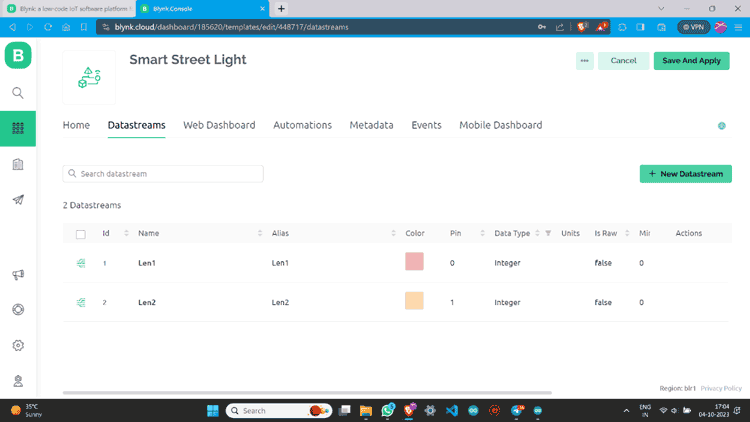 Blynk: a low-code IoT software platform
Blynk.Console
blynk.cloud/dashboard/185620/templates/edit/448717/datastreams
VPN
B
Smart Street Light
Cancel
Save And Apply
Home Datastreams Web Dashboard Automations Metadata Events Mobile Dashboard
Search datastream
+ New Datastream
2 Datastreams
Id Name Alias Color Pin Data Type Units Is Raw Mir Actions
1 Len1 Len1 0 Integer false 0
2 Len2 Len2 1 Integer false 0
Region: blr1 Privacy Policy
35°C
Sunny
Search
ENG
IN
17:04
04-10-2023